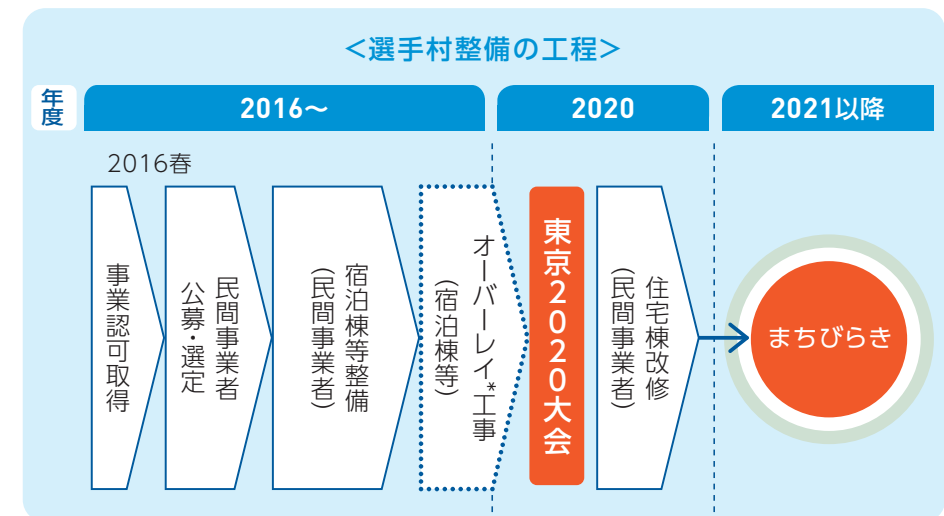 ＜選手村整備の工程＞
年度
2016～
2020
2021以降
2016春
事業認可取得
民間事業者
公募・選定
宿泊棟等整備
（民間事業者）
オーバーレイ*工事
（宿泊棟等）
東京2020大会
住宅棟改修
（民間事業者）
まちびらき